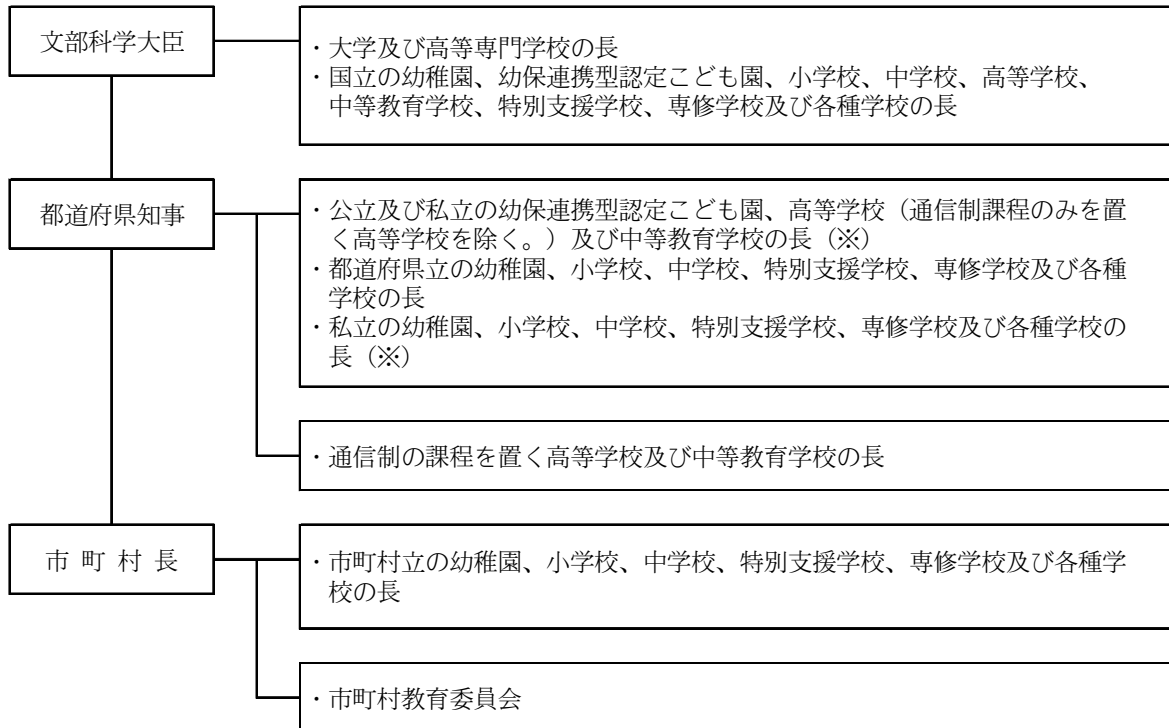 文部科学大臣
・大学及び高等専門学校の長
・国立の幼稚園、幼保連携型認定こども園、小学校、中学校、高等学校、
中等教育学校、特別支援学校、専修学校及び各種学校の長
都道府県知事
・公立及び私立の幼保連携型認定こども園、高等学校（通信制課程のみを置
く高等学校を除く。）及び中等教育学校の長（※）
・都道府県立の幼稚園、小学校、中学校、特別支援学校、専修学校及び各種
学校の長
・私立の幼稚園、小学校、中学校、特別支援学校、専修学校及び各種学校の
長（※）
・通信制の課程を置く高等学校及び中等教育学校の長
市 町 村 長
・市町村立の幼稚園、小学校、中学校、特別支援学校、専修学校及び各種学
校の長
・市町村教育委員会